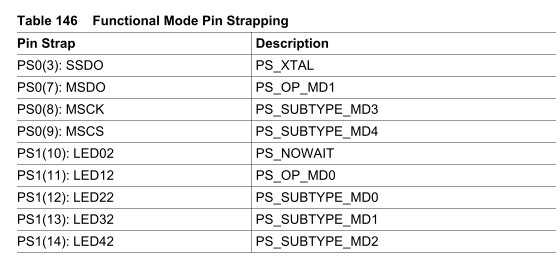 Table 146 Functional Mode Pin Strapping
Pin Strap Description
PS0(3): SSDO PS_XTAL
PS0(7): MSDO PS_OP_MD1
PS0(8): MSCK PS_SUBTYPE_MD3
PS0(9): MSCS PS_SUBTYPE_MD4
PS1(10): LED02 PS_NOWAIT
PS1(11): LED12 PS_OP_MD0
PS1(12): LED22 PS_SUBTYPE_MD0
PS1(13): LED32 PS_SUBTYPE_MD1
PS1(14): LED42 PS_SUBTYPE_MD2